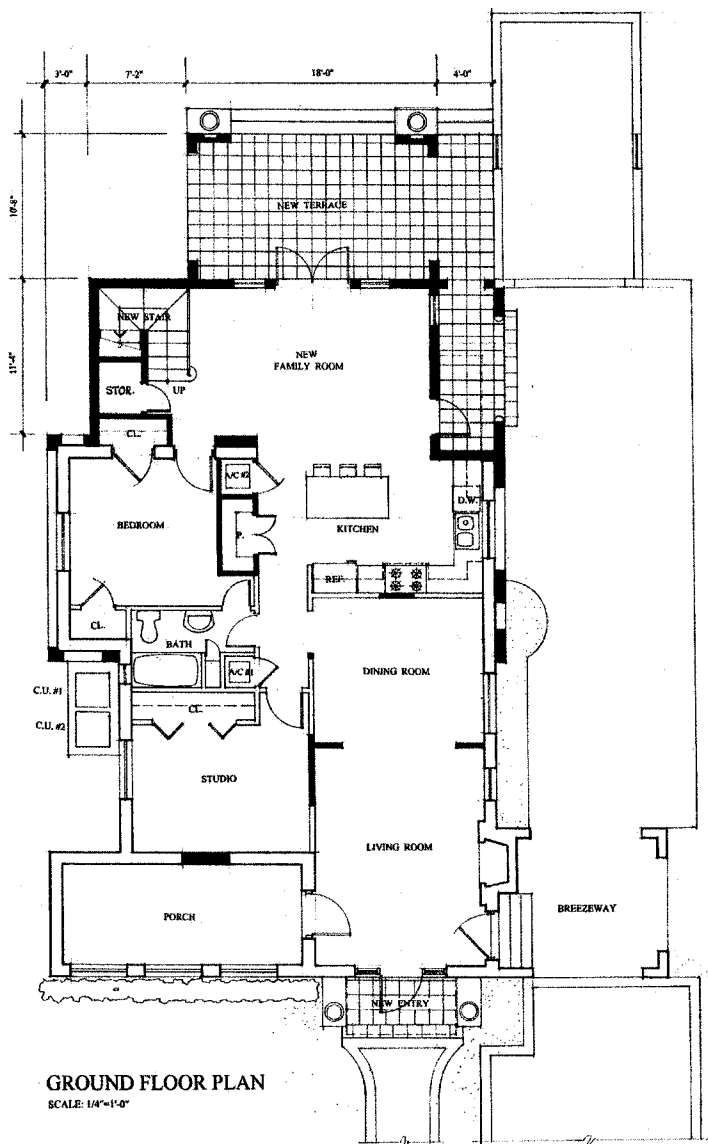 3'-0" 7'-2" 18'-0" 4'-0"
10'-8"
NEW TERRACE
11'-4"
NEW STAIR
NEW
FAMILY ROOM
STOR.
UP
CL.
A/C #2
D.W.
BEDROOM
P.
KITCHEN
REF.
CL.
BATH
A/C #1
DINING ROOM
C.U. #1
C.U. #2
CL.
STUDIO
LIVING ROOM
PORCH
BREEZEWAY
NEW ENTRY
GROUND FLOOR PLAN
SCALE: 1/4"=1'-0"